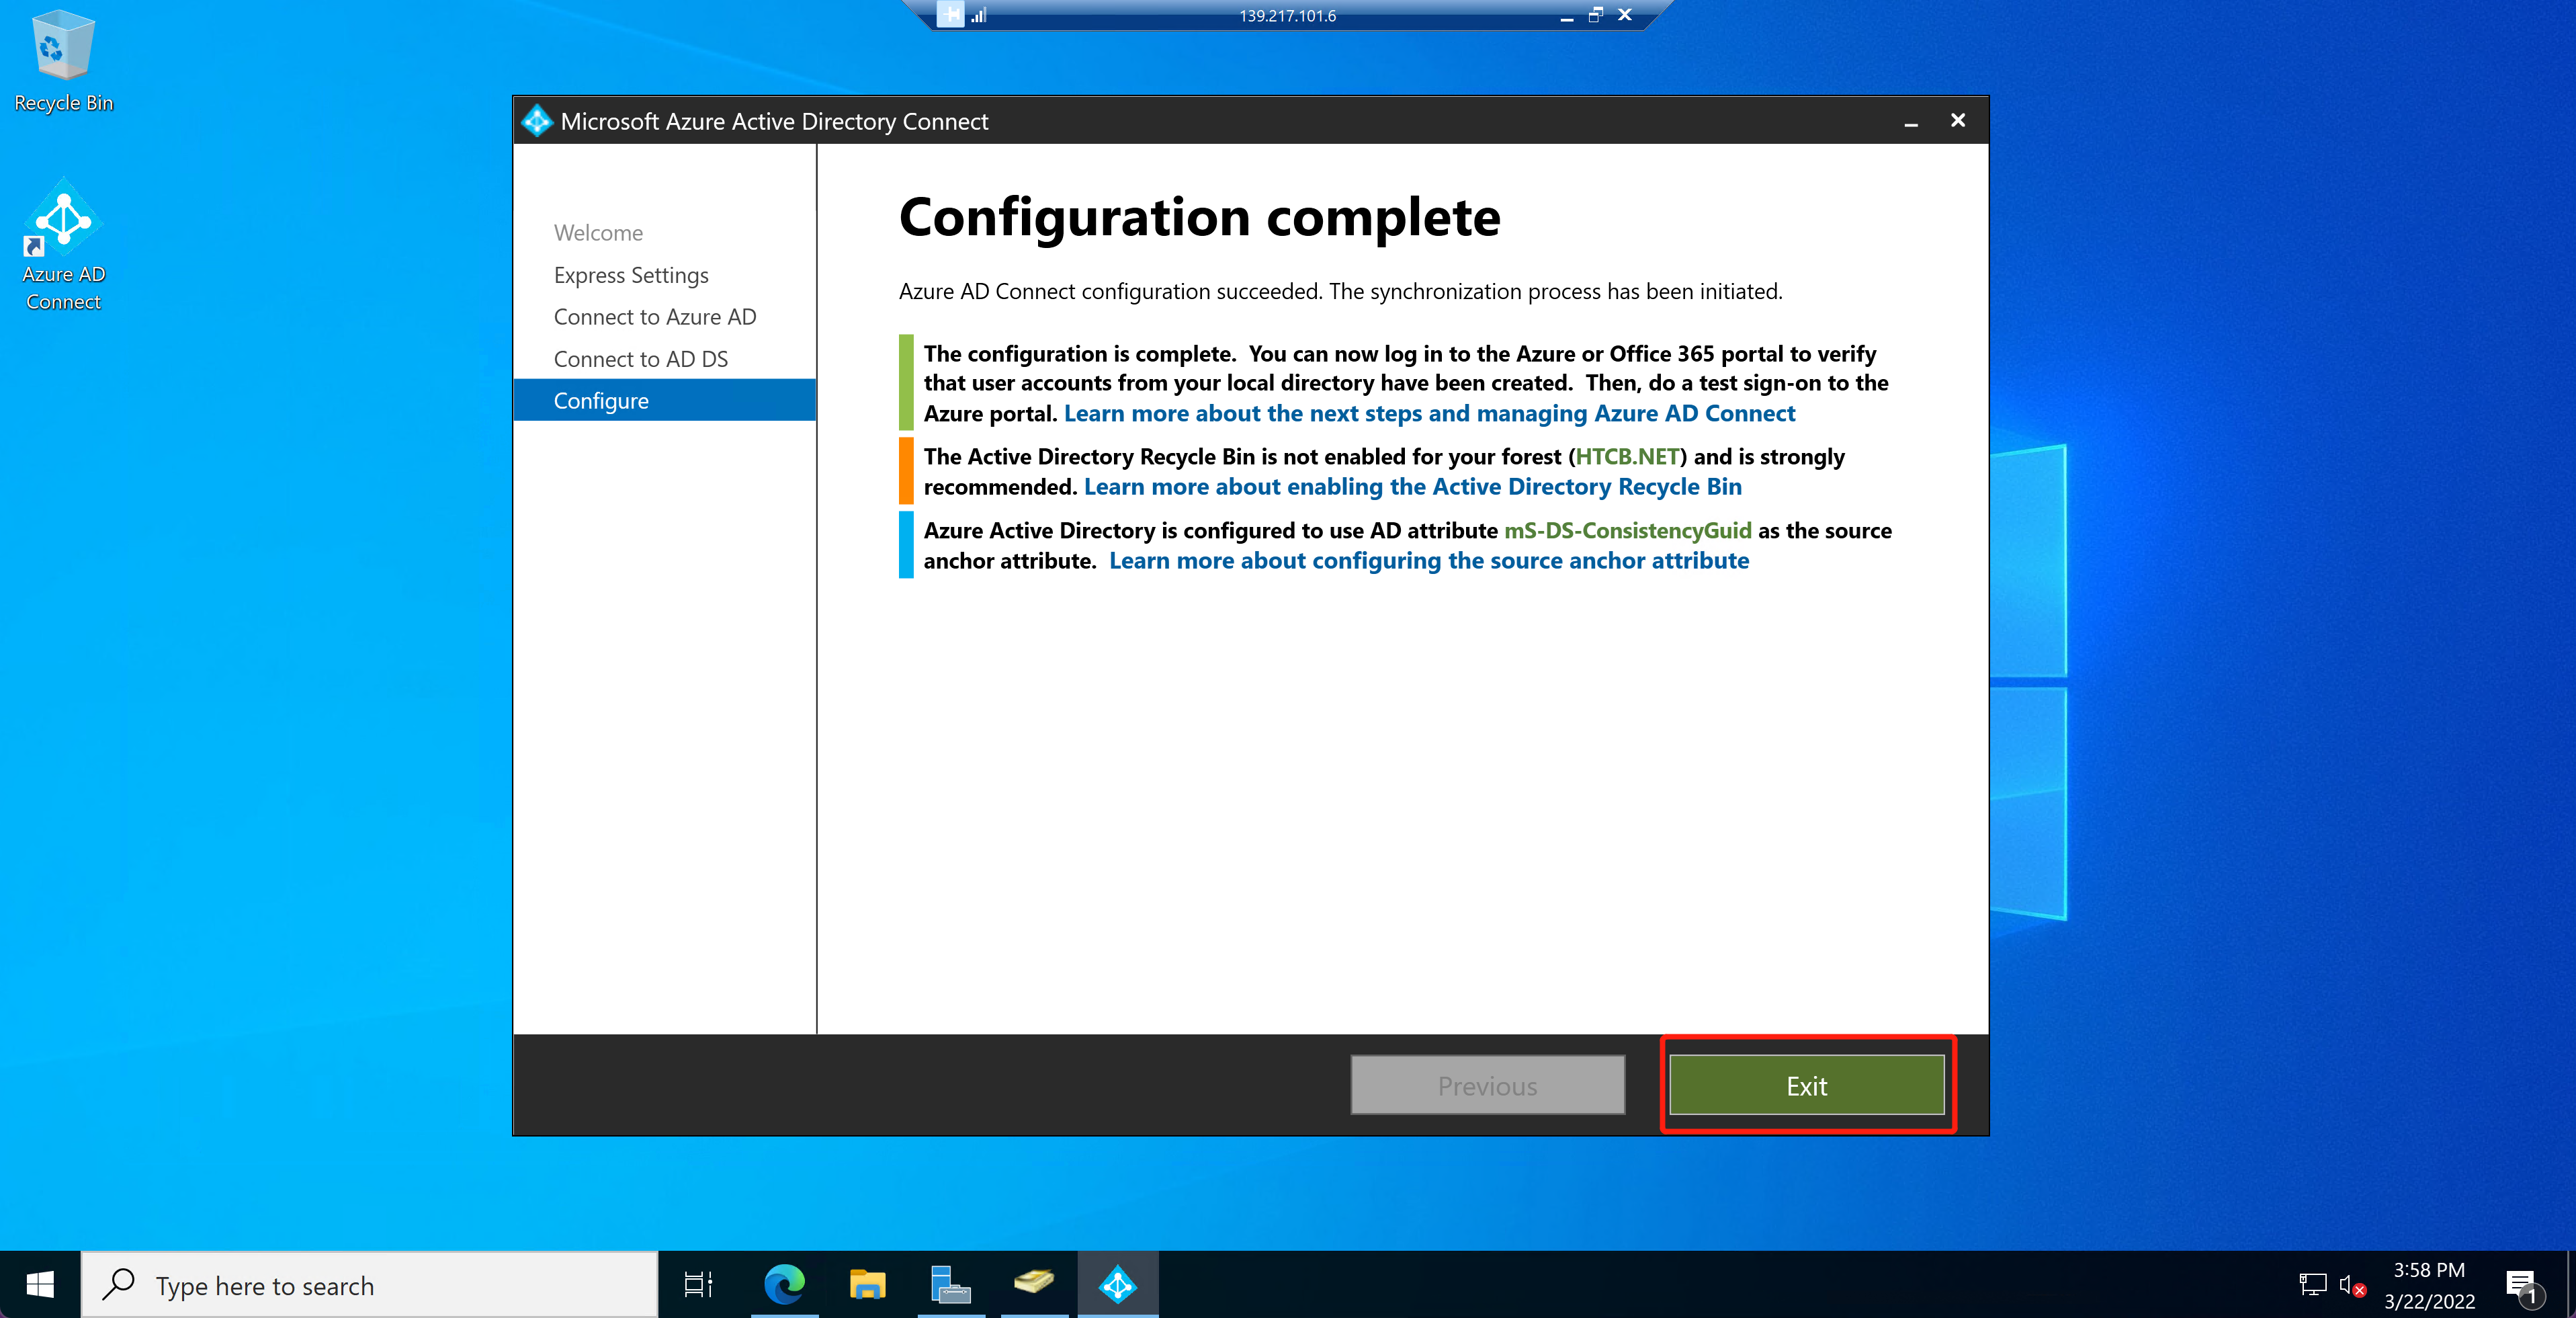 139.217.101.6
Recycle Bin
Azure AD
Connect
Microsoft Azure Active Directory Connect
Welcome
Express Settings
Connect to Azure AD
Connect to AD DS
Configure
Configuration complete
Azure AD Connect configuration succeeded. The synchronization process has been initiated.
The configuration is complete.  You can now log in to the Azure or Office 365 portal to verify
that user accounts from your local directory have been created.  Then, do a test sign-on to the
Azure portal. Learn more about the next steps and managing Azure AD Connect
The Active Directory Recycle Bin is not enabled for your forest (HTCB.NET) and is strongly
recommended. Learn more about enabling the Active Directory Recycle Bin
Azure Active Directory is configured to use AD attribute mS-DS-ConsistencyGuid as the source
anchor attribute.  Learn more about configuring the source anchor attribute
Previous
Exit
Type here to search
3:58 PM
3/22/2022
1